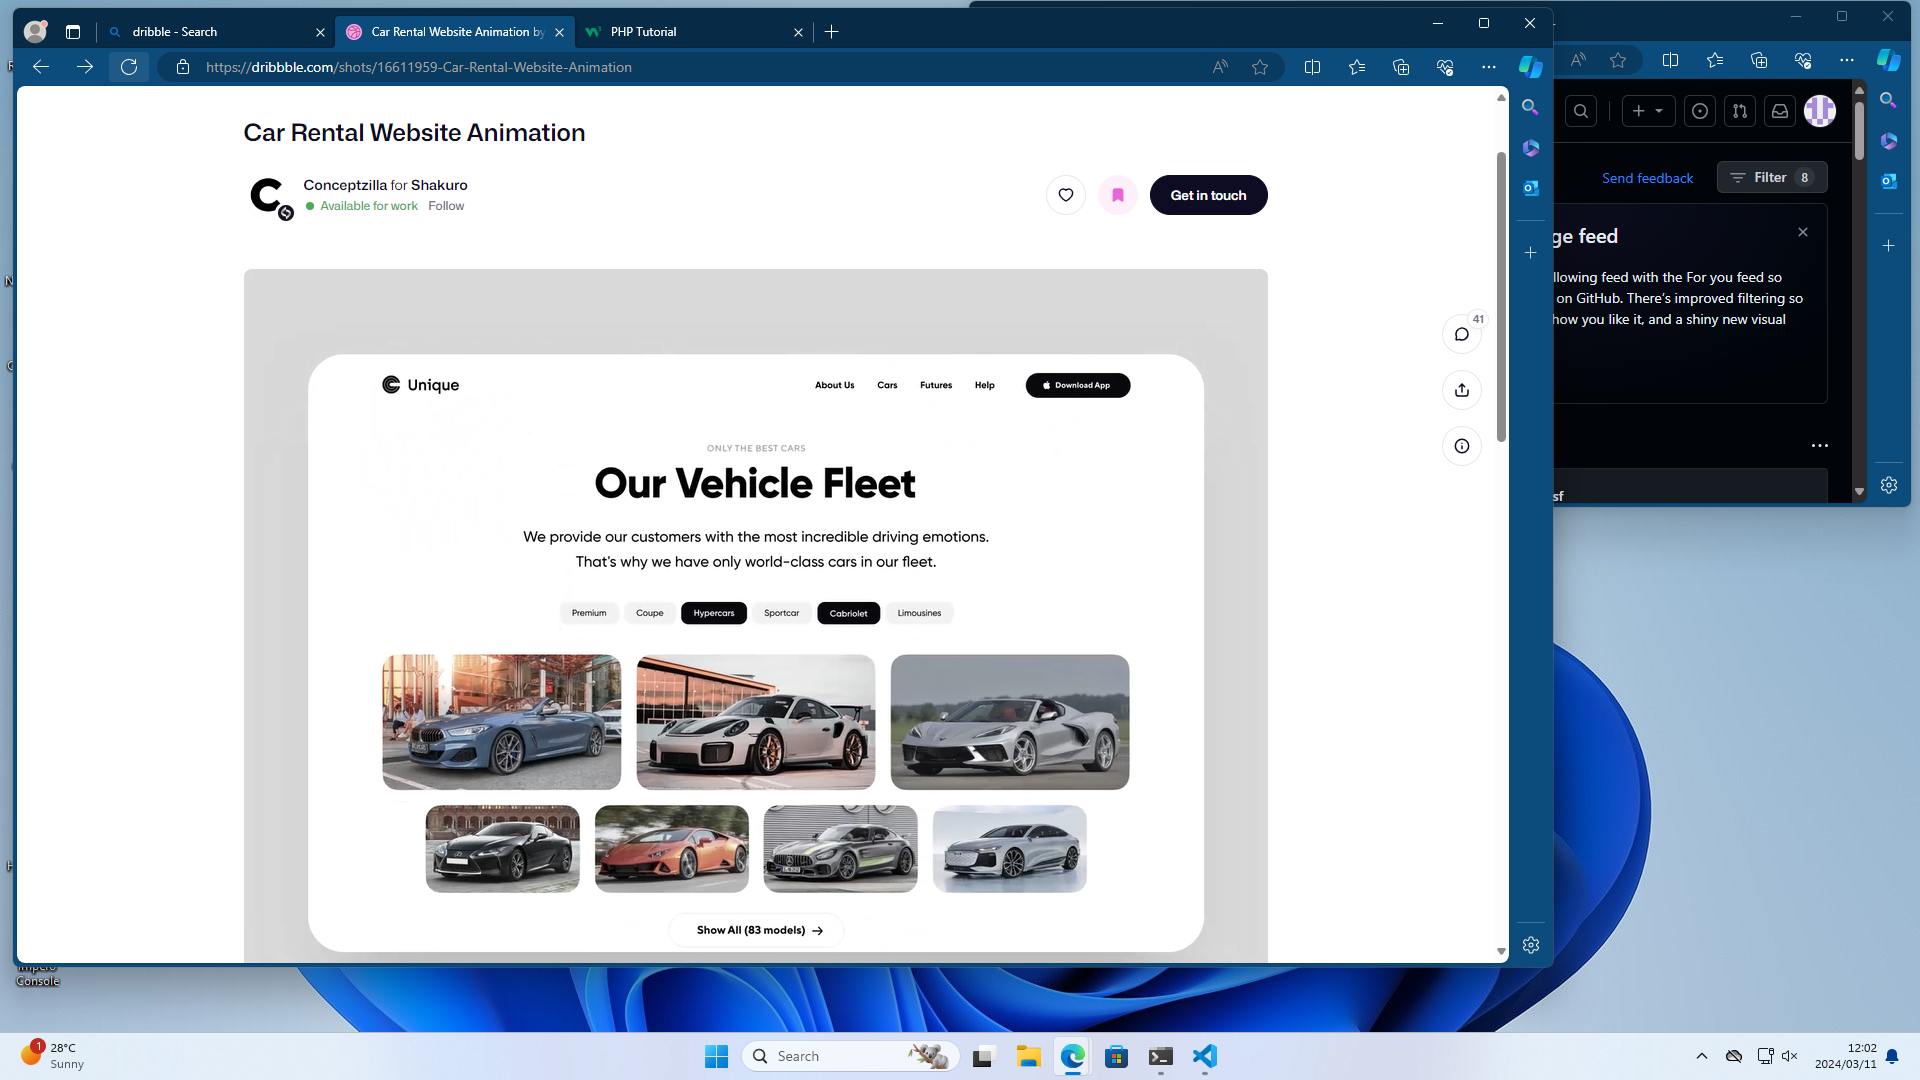 dribble - Search
Car Rental Website Animation by
PHP Tutorial
https://dribbble.com/shots/16611959-Car-Rental-Website-Animation
Car Rental Website Animation
Conceptzilla for Shakuro
Available for work Follow
Get in touch
41
Unique
About Us
Cars
Futures
Help
Download App
ONLY THE BEST CARS
Our Vehicle Fleet
We provide our customers with the most incredible driving emotions.
That's why we have only world-class cars in our fleet.
Premium
Coupe
Hypercars
Sportcar
Cabriolet
Limousines
Show All (83 models)
Send feedback
Filter 8
ge feed
llowing feed with the For you feed so
on GitHub. There's improved filtering so
how you like it, and a shiny new visual
sf
Console
1
28°C
Sunny
Search
12:02
2024/03/11